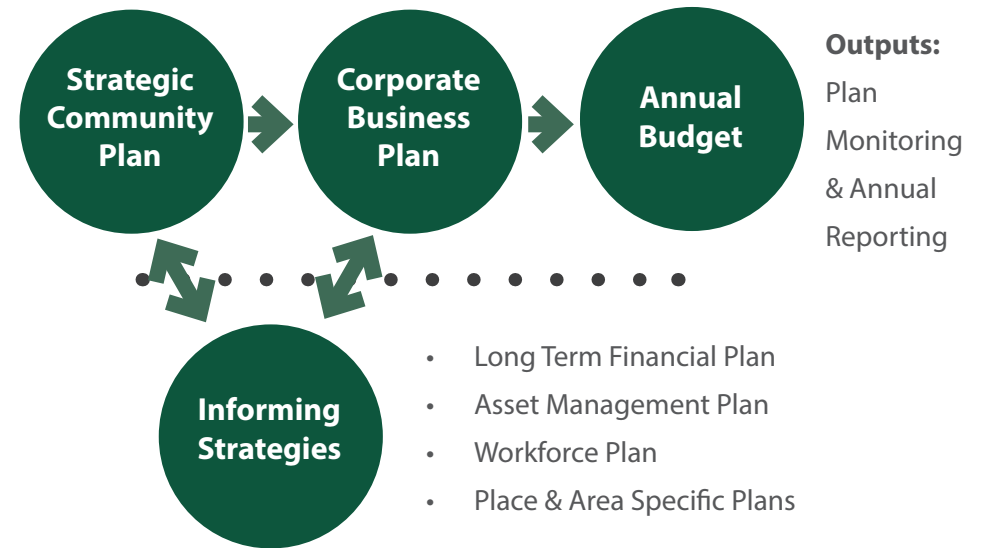 Strategic
Community
Plan
Corporate
Business
Plan
Annual
Budget
Outputs:
Plan
Monitoring
& Annual
Reporting
Informing
Strategies
• Long Term Financial Plan
• Asset Management Plan
• Workforce Plan
• Place & Area Specific Plans